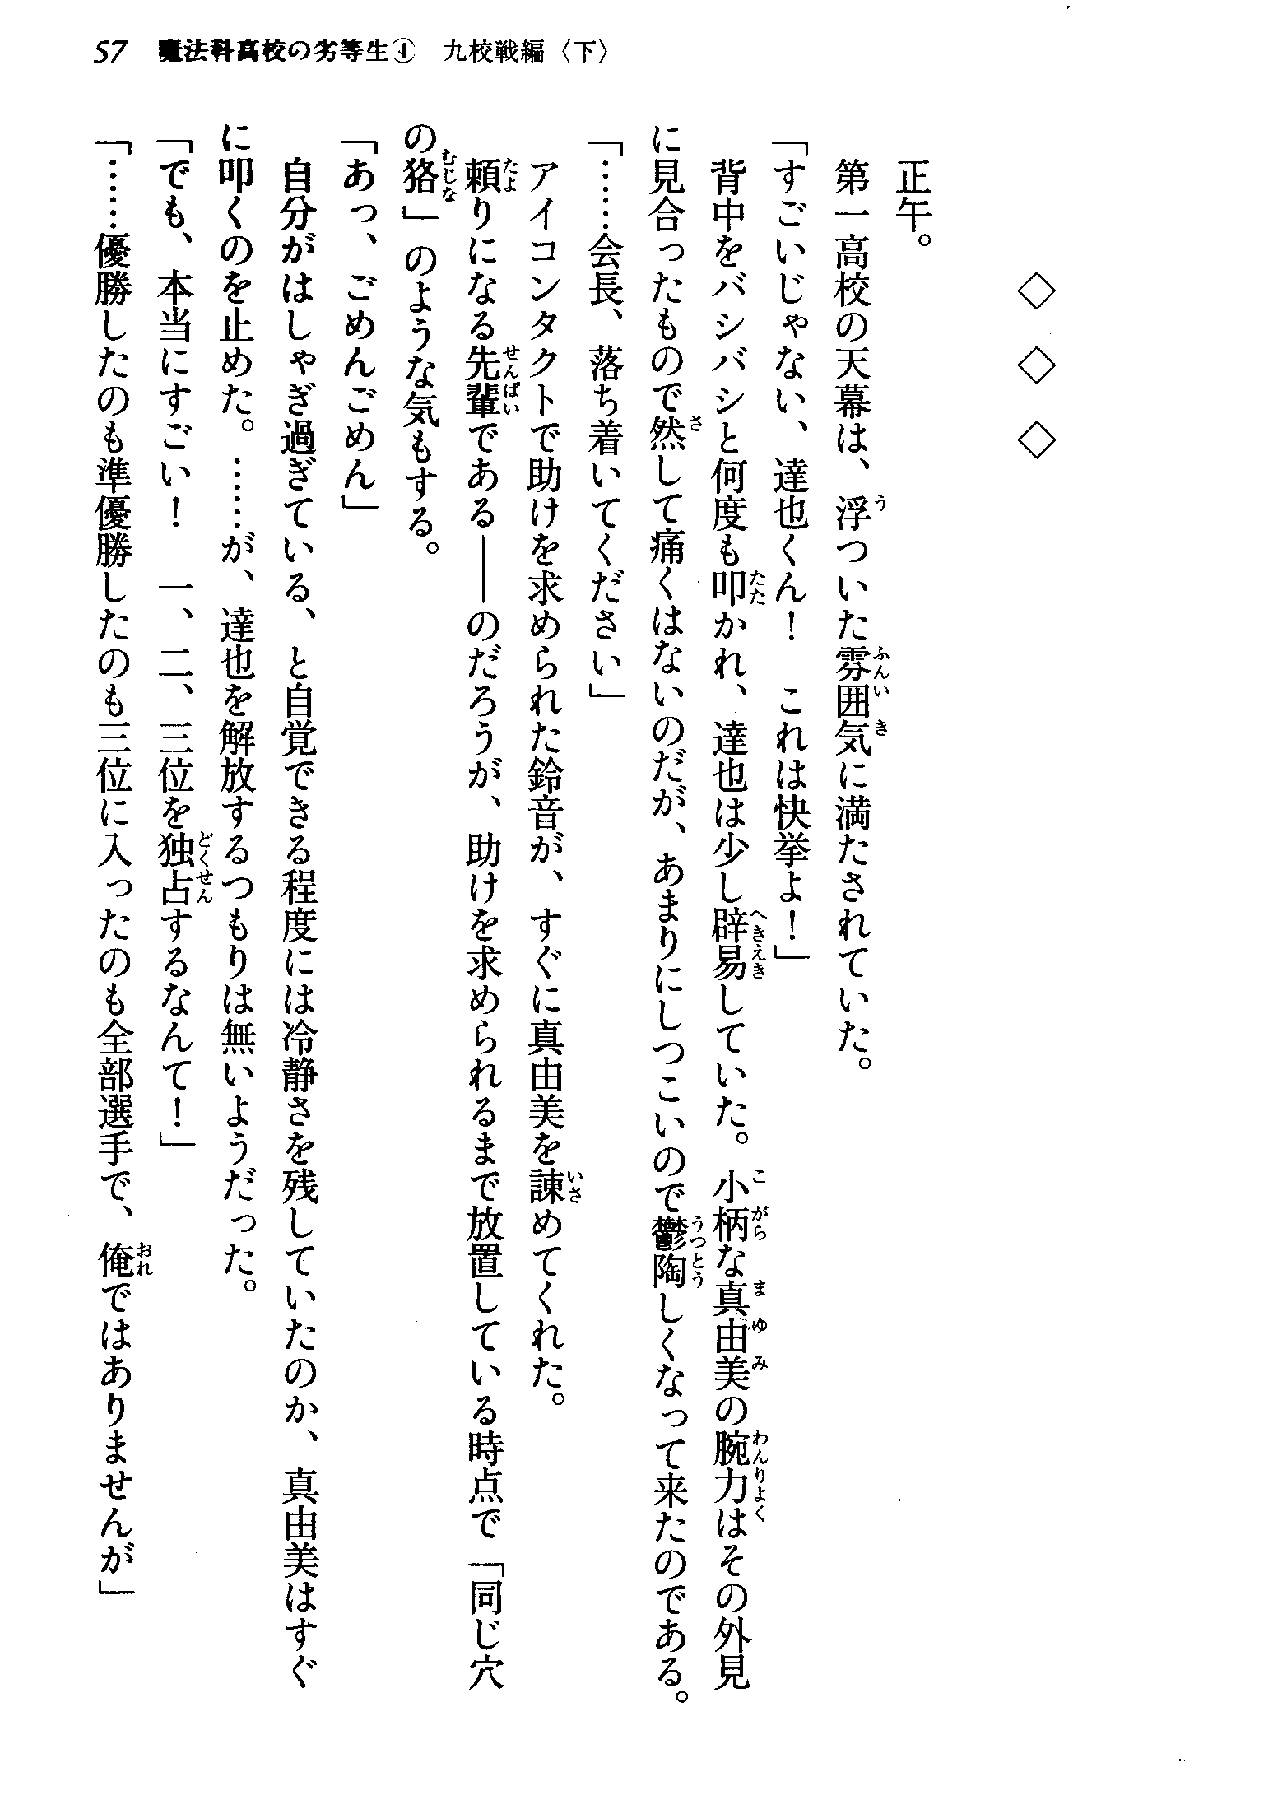 57 魔法科高校の劣等生④ 九校戦編〈下〉
◇ ◇ ◇
正午。
第一高校の天幕は、浮ついた雰囲気に満たされていた。
「すごいじゃない、達也くん！　これは快挙よ！」
背中をバシバシと何度も叩かれ、達也は少し辟易していた。小柄な真由美の腕力はその外見
に見合ったもので然して痛くはないのだが、あまりにしつこいので鬱陶しくなって来たのである。
「……会長、落ち着いてください」
アイコンタクトで助けを求められた鈴音が、すぐに真由美を諫めてくれた。
頼りになる先輩である――のだろうが、助けを求められるまで放置している時点で「同じ穴
の狢」のような気もする。
「あっ、ごめんごめん」
自分がはしゃぎ過ぎている、と自覚できる程度には冷静さを残していたのか、真由美はすぐ
に叩くのを止めた。……が、達也を解放するつもりは無いようだった。
「でも、本当にすごい！　一、二、三位を独占するなんて！」
「……優勝したのも準優勝したのも三位に入ったのも全部選手で、俺ではありませんが」